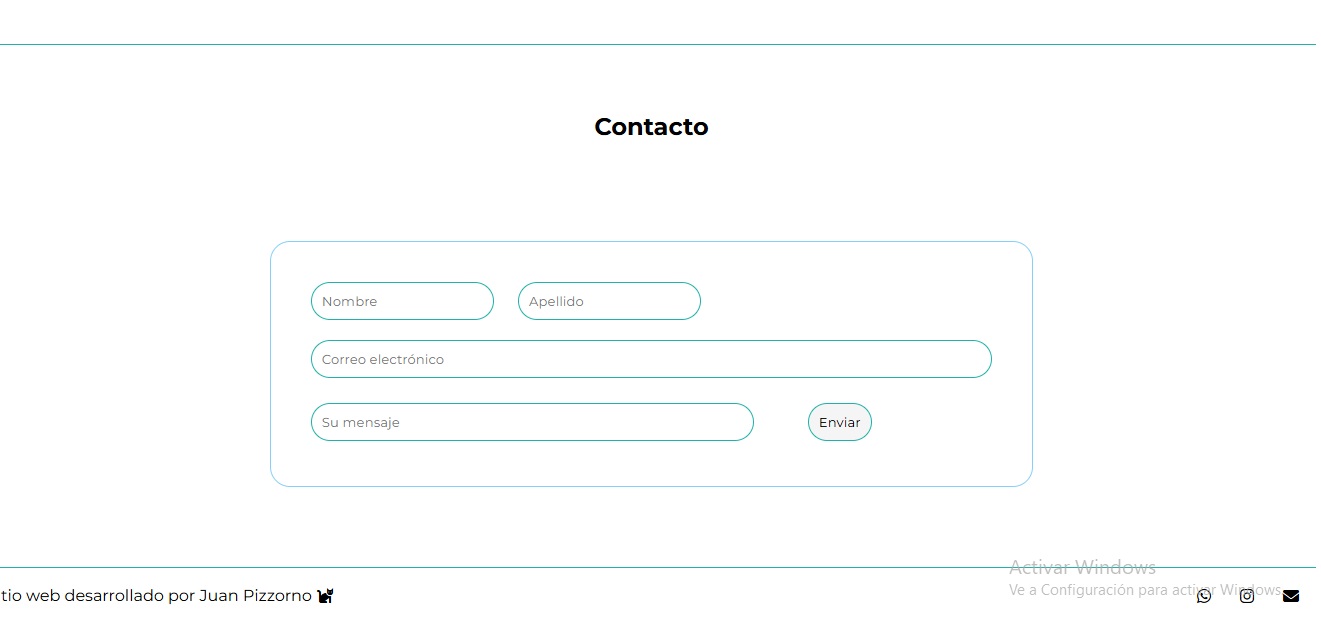 Contacto
Nombre
Apellido
Correo electrónico
Su mensaje
Enviar
Activar Windows
Ve a Configuración para activar Windows.
tio web desarrollado por Juan Pizzorno